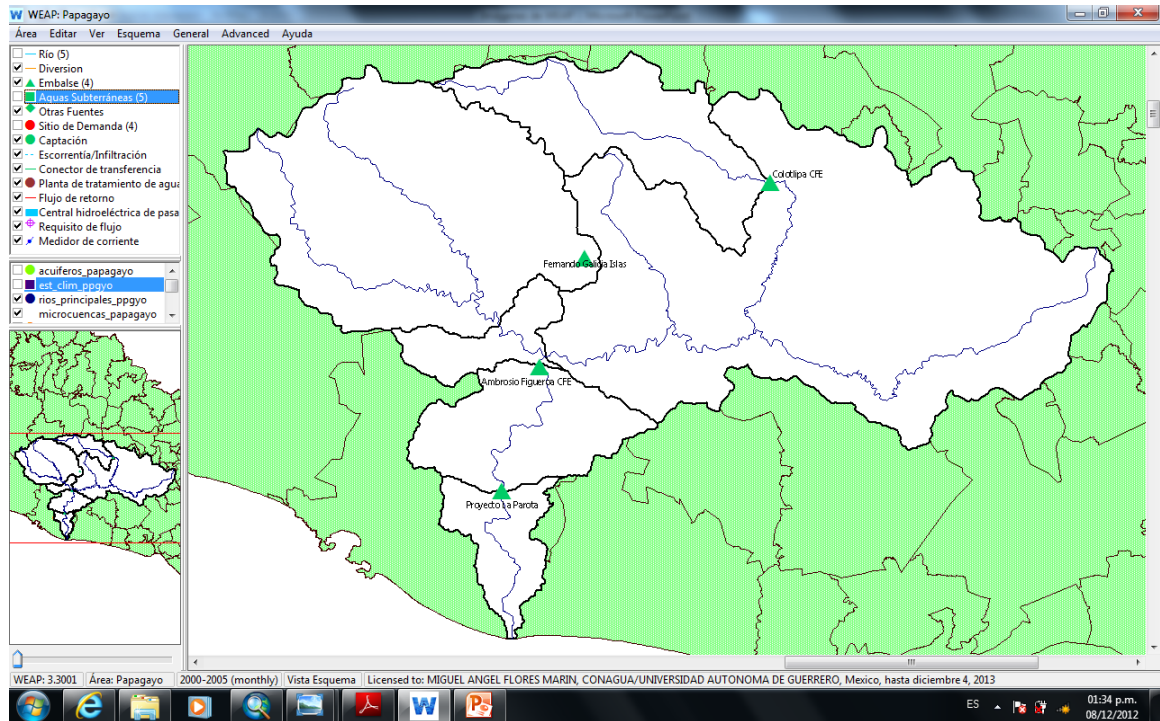 WEAP: Papagayo
Área Editar Ver Esquema General Advanced Ayuda
Río (5)
Diversion
Embalse (4)
Aguas Subterráneas (5)
Otras Fuentes
Sitio de Demanda (4)
Captación
Escorrentía/Infiltración
Conector de transferencia
Planta de tratamiento de agua
Flujo de retorno
Central hidroeléctrica de pasa
Requisito de flujo
Medidor de corriente
acuiferos_papagayo
est_clim_ppgyo
rios_principales_ppgyo
microcuencas_papagayo
Colotlipa CFE
Fernando Galicia Islas
Ambrosio Figueroa CFE
Proyecto La Parota
WEAP: 3.3001 Área: Papagayo 2000-2005 (monthly) Vista Esquema Licensed to: MIGUEL ANGEL FLORES MARIN, CONAGUA/UNIVERSIDAD AUTONOMA DE GUERRERO, Mexico, hasta diciembre 4, 2013
ES 01:34 p.m.
08/12/2012